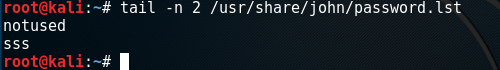 root@kali:~# tail -n 2 /usr/share/john/password.lst
notused
sss
root@kali:~#